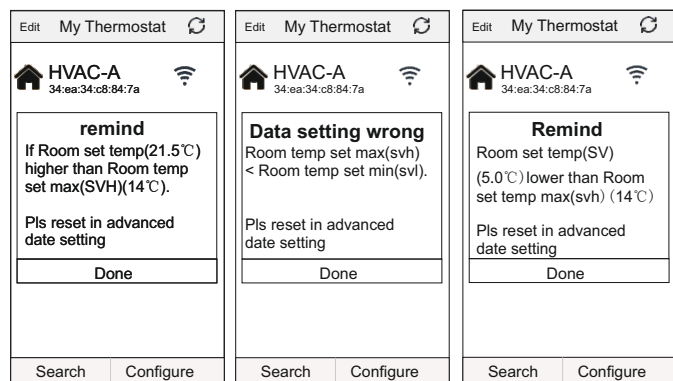 Edit My Thermostat
HVAC-A
34:ea:34:c8:84:7a
remind
If Room set temp(21.5℃)
higher than Room temp
set max(SVH)(14℃).
Pls reset in advanced
date setting
Done
Search Configure
Edit My Thermostat
HVAC-A
34:ea:34:c8:84:7a
Data setting wrong
Room temp set max(svh)
< Room temp set min(svl).
Pls reset in advanced
date setting
Done
Search Configure
Edit My Thermostat
HVAC-A
34:ea:34:c8:84:7a
Remind
Room set temp(SV)
(5.0℃)lower than Room
set temp max(svh)(14℃)
Pls reset in advanced
date setting
Done
Search Configure